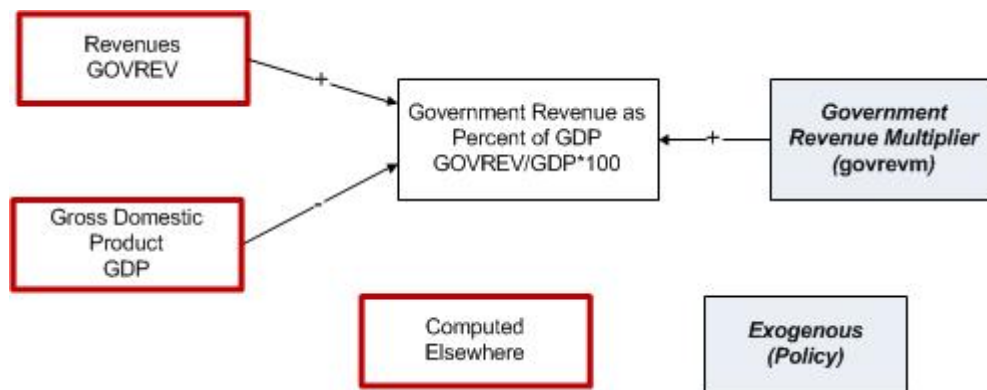 Revenues
GOVREV
+
Government Revenue as
Percent of GDP
GOVREV/GDP*100
+
Government
Revenue Multiplier
(govrevm)
-
Gross Domestic
Product
GDP
Computed
Elsewhere
Exogenous
(Policy)